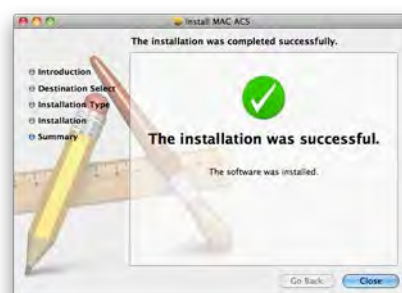 Install MAC ACS
The installation was completed successfully.
Introduction
Destination Select
Installation Type
Installation
Summary
The installation was successful.
The software was installed.
Go Back
Close